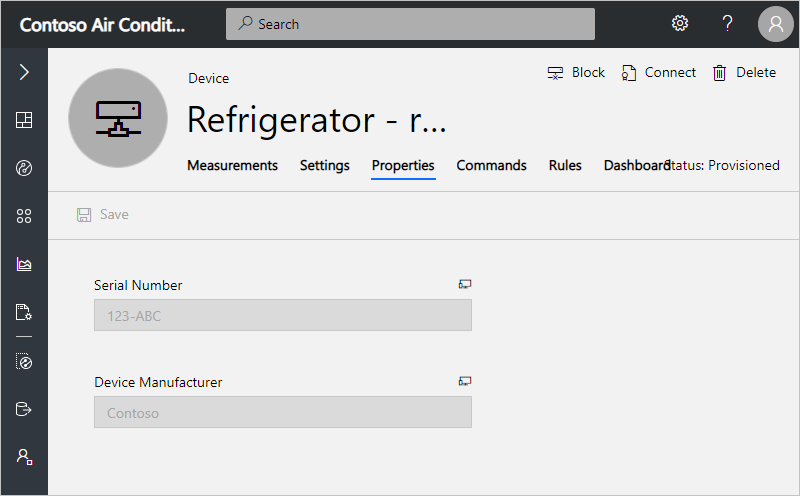 Contoso Air Condit...
Search
?
Device
Block
Connect
Delete
Refrigerator - r...
Measurements Settings Properties Commands Rules Dashboard Status: Provisioned
Save
Serial Number
123-ABC
Device Manufacturer
Contoso